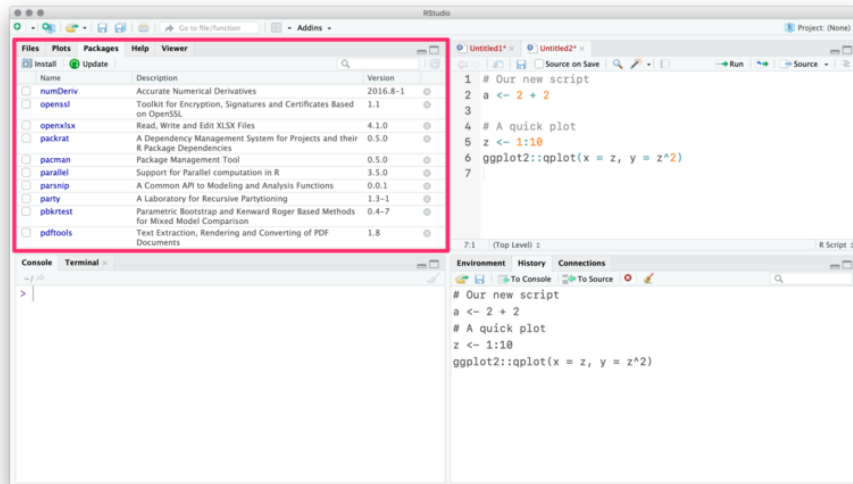 RStudio
Go to file/function
Addins
Project: (None)
Files Plots Packages Help Viewer
Install Update
Name Description Version
numDeriv Accurate Numerical Derivatives 2016.8-1
openssl Toolkit for Encryption, Signatures and Certificates Based 1.1
on OpenSSL
openxlsx Read, Write and Edit XLSX Files 4.1.0
packrat A Dependency Management System for Projects and their 0.5.0
R Package Dependencies
pacman Package Management Tool 0.5.0
parallel Support for Parallel computation in R 3.5.0
parsnip A Common API to Modeling and Analysis Functions 0.0.1
party A Laboratory for Recursive Partytioning 1.3-1
pbkrtest Parametric Bootstrap and Kenward Roger Based Methods 0.4-7
for Mixed Model Comparison
pdftools Text Extraction, Rendering and Converting of PDF 1.8
Documents
Untitled1* Untitled2*
Source on Save Run Source
1 # Our new script
2 a <- 2 + 2
3
4 # A quick plot
5 z <- 1:10
6 ggplot2::qplot(x = z, y = z^2)
7
7:1 (Top Level) R Script
Console Terminal
~/
>
Environment History Connections
To Console To Source
# Our new script
a <- 2 + 2
# A quick plot
z <- 1:10
ggplot2::qplot(x = z, y = z^2)